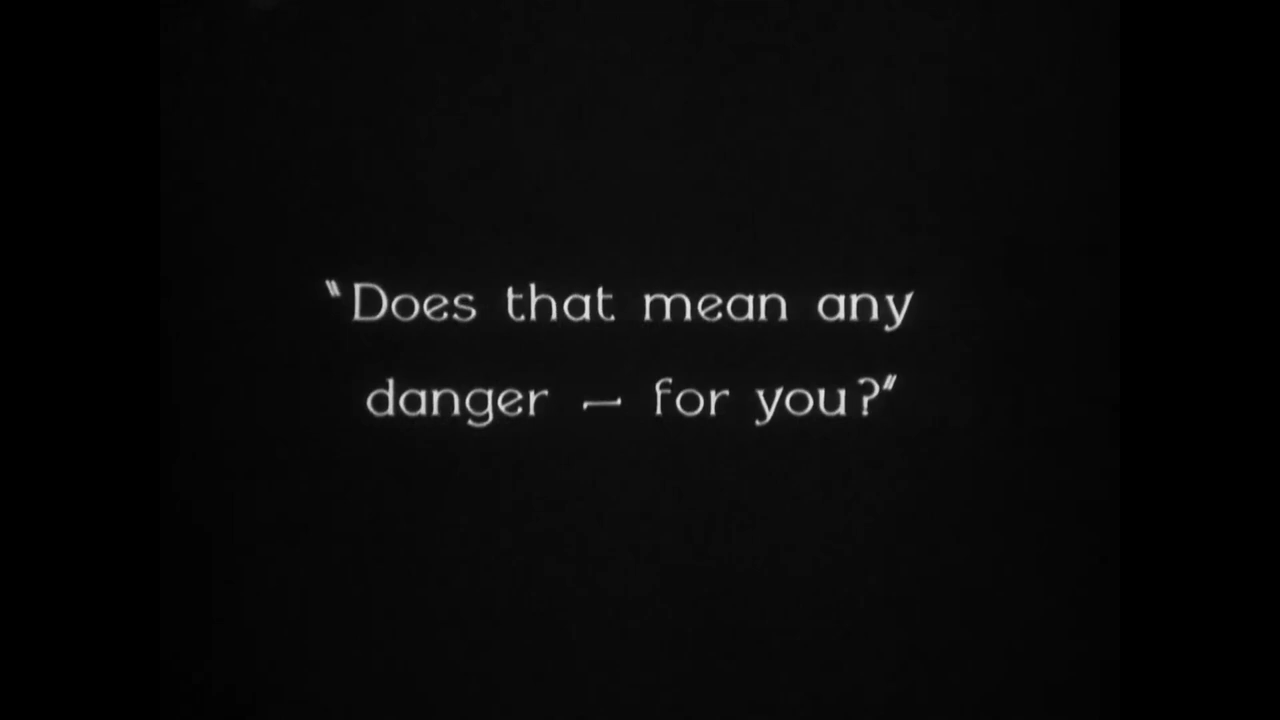 "Does that mean any
danger — for you?"